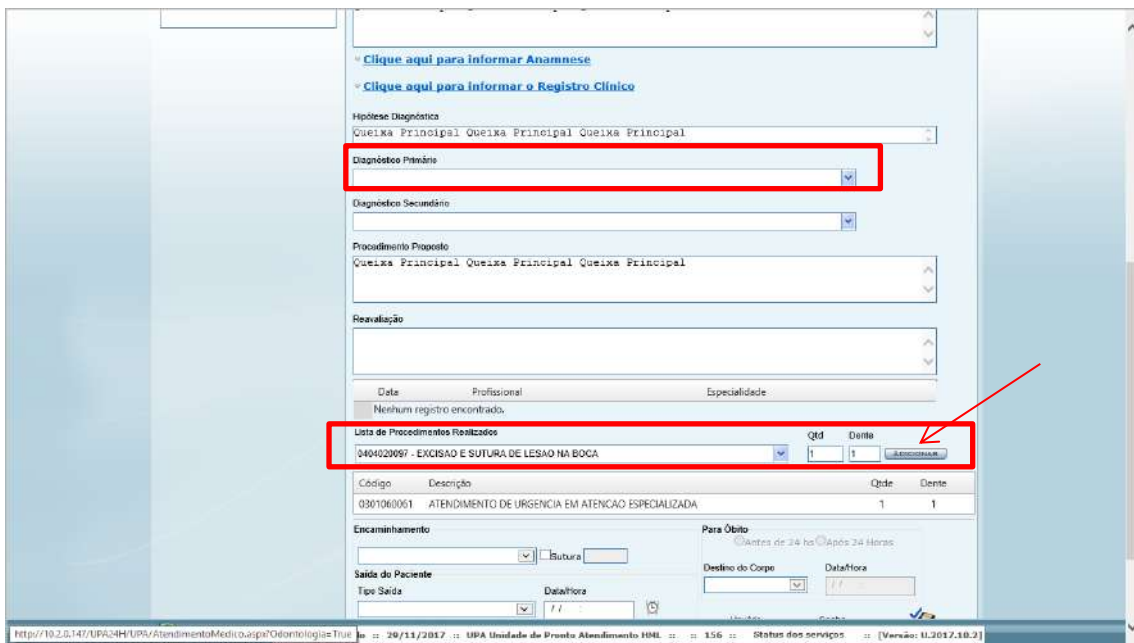 Clique aqui para informar Anamnese
Clique aqui para informar o Registro Clínico
Hipótese Diagnóstica
Queixa Principal Queixa Principal Queixa Principal
Diagnóstico Primário
Diagnóstico Secundário
Procedimento Proposto
Queixa Principal Queixa Principal Queixa Principal
Reavaliação
Data Profissional Especialidade
Nenhum registro encontrado.
Lista de Procedimentos Realizados Qtd Dente
0404020097 - EXCISAO E SUTURA DE LESAO NA BOCA 1 1 ADICIONAR
Código Descrição Qtde Dente
0301060061 ATENDIMENTO DE URGENCIA EM ATENCAO ESPECIALIZADA 1 1
Encaminhamento Para Óbito
Antes de 24 hs Após 24 Horas
Sutura
Destino do Corpo Data/Hora
Saída do Paciente
Tipo Saída Data/Hora
/ / :
/ / :
http://10.2.0.147/UPA24H/UPA/AtendimentoMedico.aspx?Odontologia=True :: 29/11/2017 :: UPA Unidade de Pronto Atendimento HML :: :: 156 :: Status dos serviços :: [Versão: U.2017.10.2]